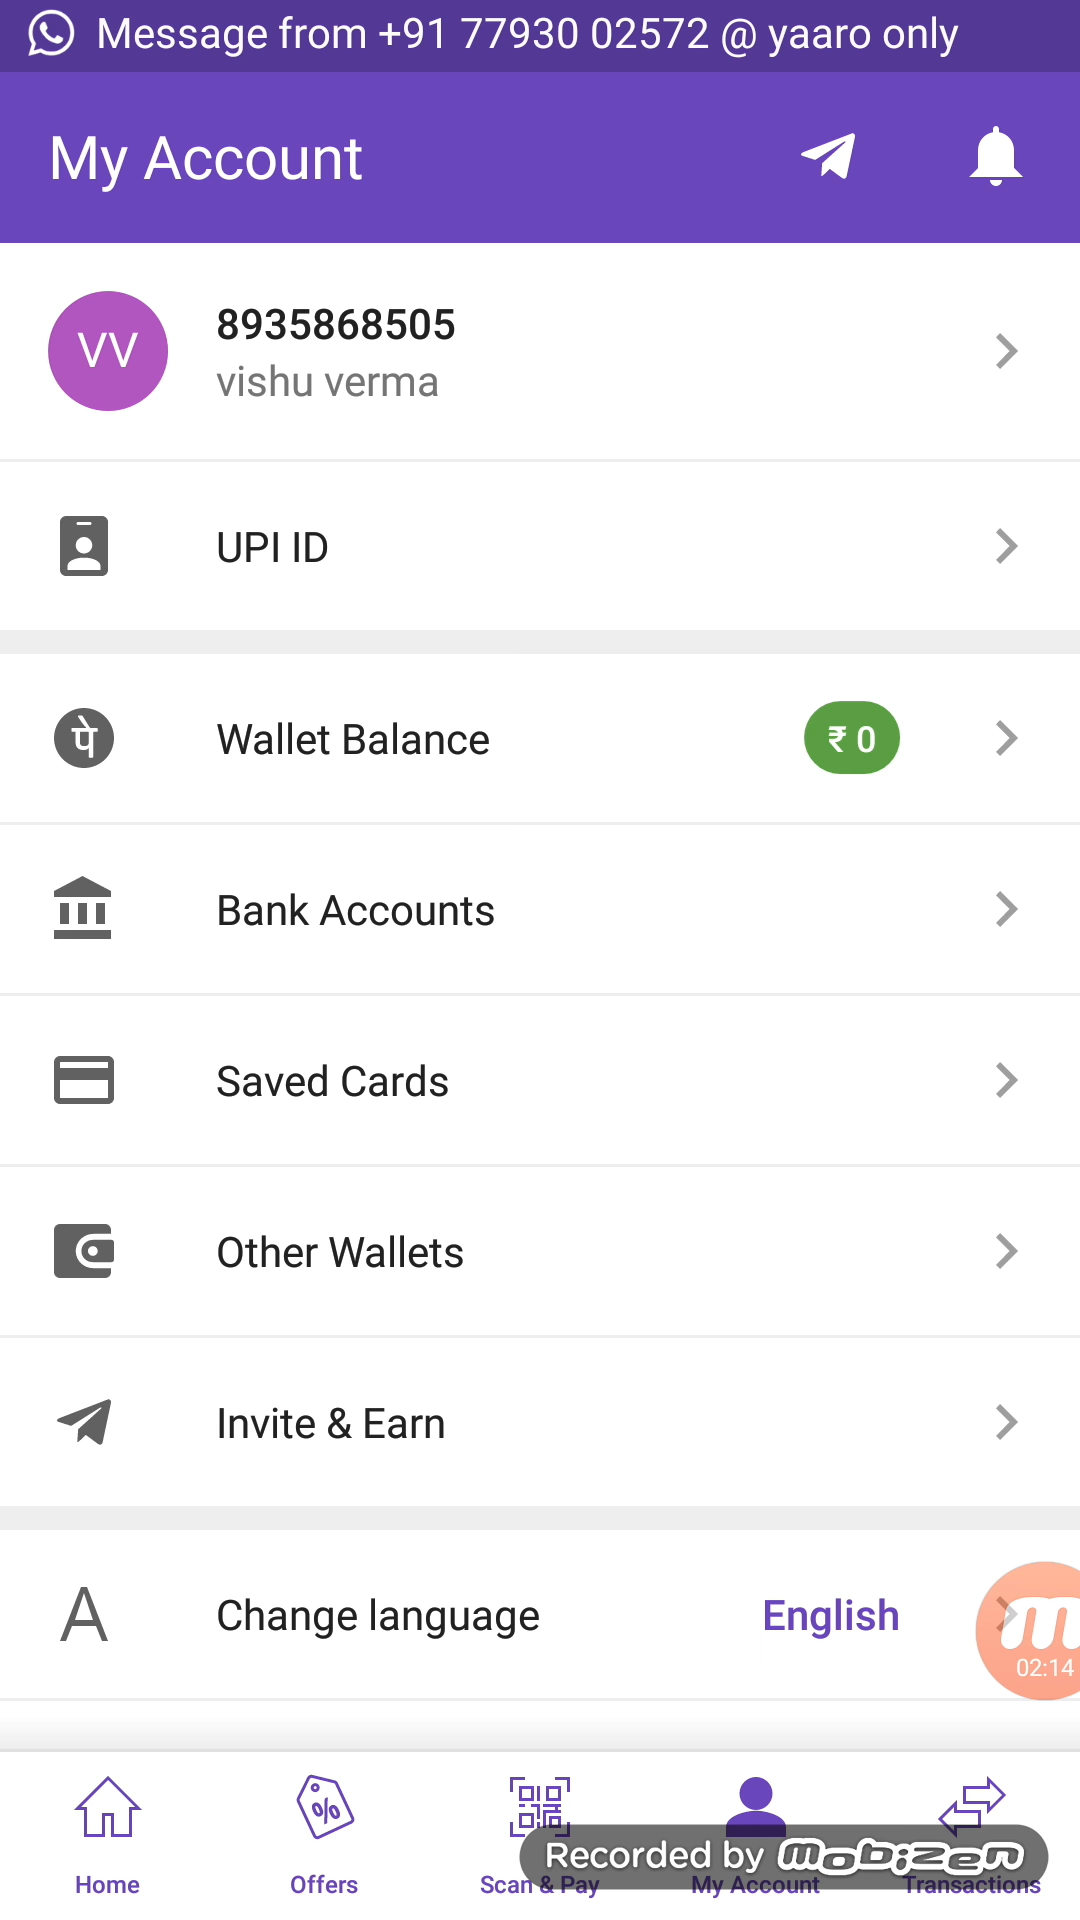 Message from +91 77930 02572 @ yaaro only
My Account
VV
8935868505
vishu verma
UPI ID
पे
Wallet Balance
₹ 0
Bank Accounts
Saved Cards
Other Wallets
Invite & Earn
A
Change language
English
m
02:14
%
Recorded by mobizen
Home
Offers
Scan & Pay
My Account
Transactions